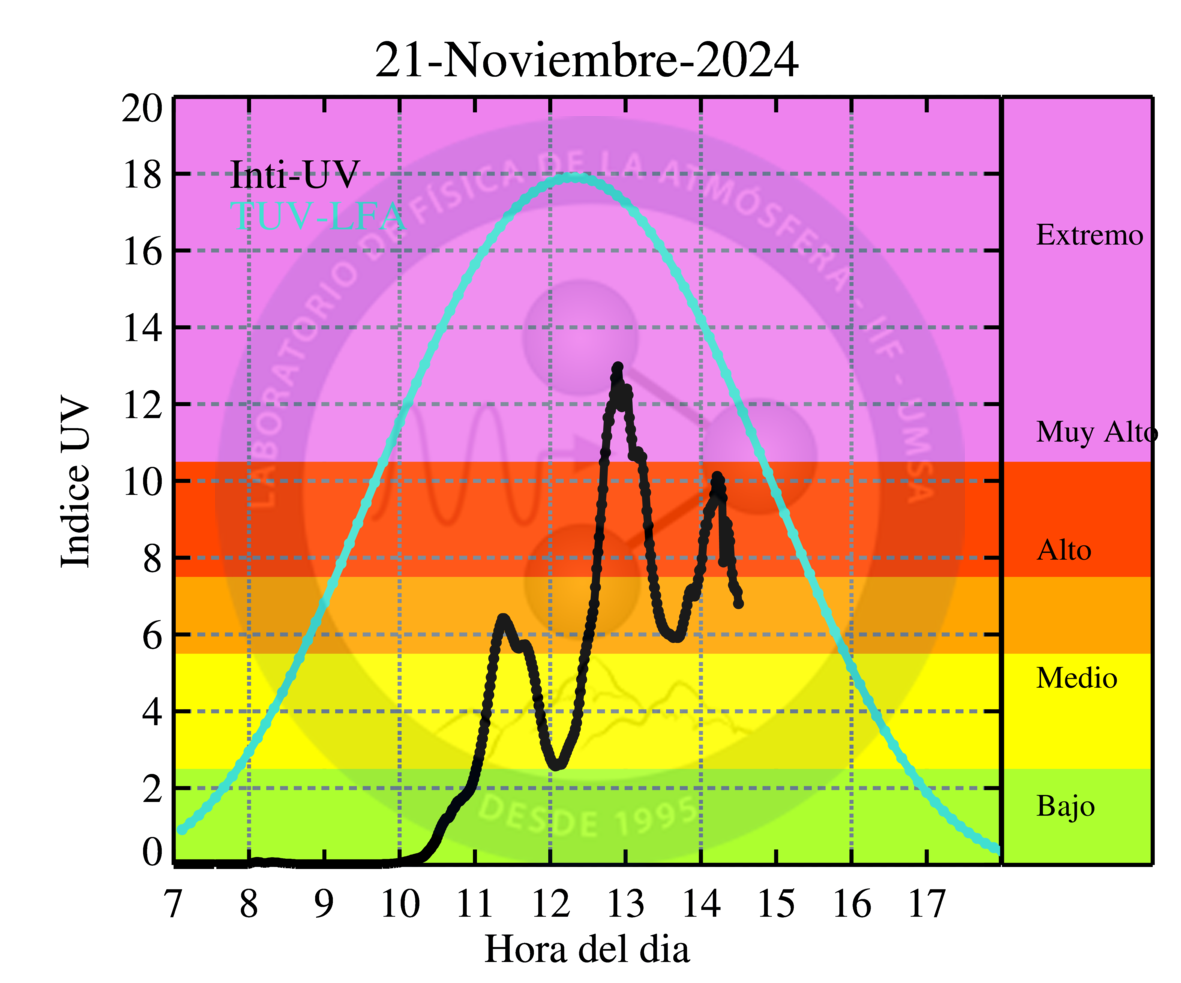 21-Noviembre-2024
Inti-UV
TUV-LFA
LABORATORIO DE FÍSICA DE LA ATMÓSFERA - IIF - UMSA
DESDE 1995
Indice UV
20
18
16
14
12
10
8
6
4
2
0
Extremo
Muy Alto
Alto
Medio
Bajo
7 8 9 10 11 12 13 14 15 16 17
Hora del dia